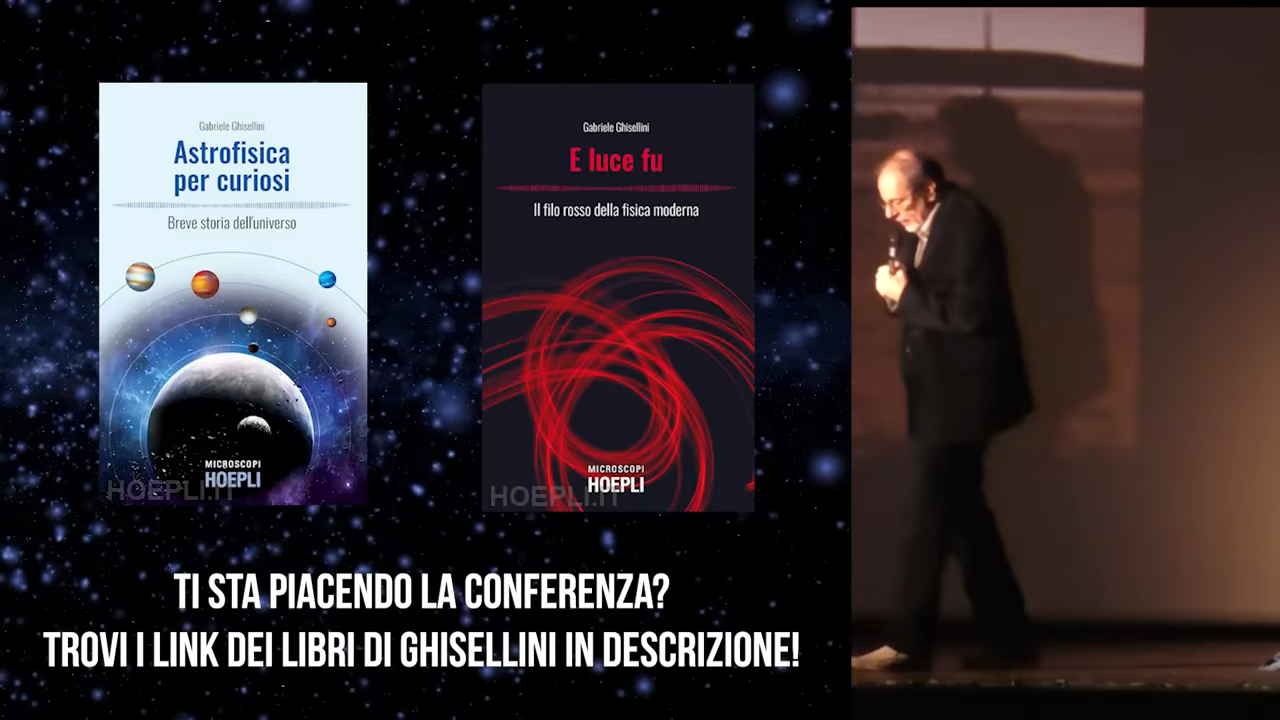 Gabriele Ghisellini
Astrofisica
per curiosi
Breve storia dell'universo
MICROSCOPI
HOEPLI
HOEPLI.IT
Gabriele Ghisellini
E luce fu
Il filo rosso della fisica moderna
MICROSCOPI
HOEPLI
HOEPLI.IT
TI STA PIACENDO LA CONFERENZA?
TROVI I LINK DEI LIBRI DI GHISELLINI IN DESCRIZIONE!